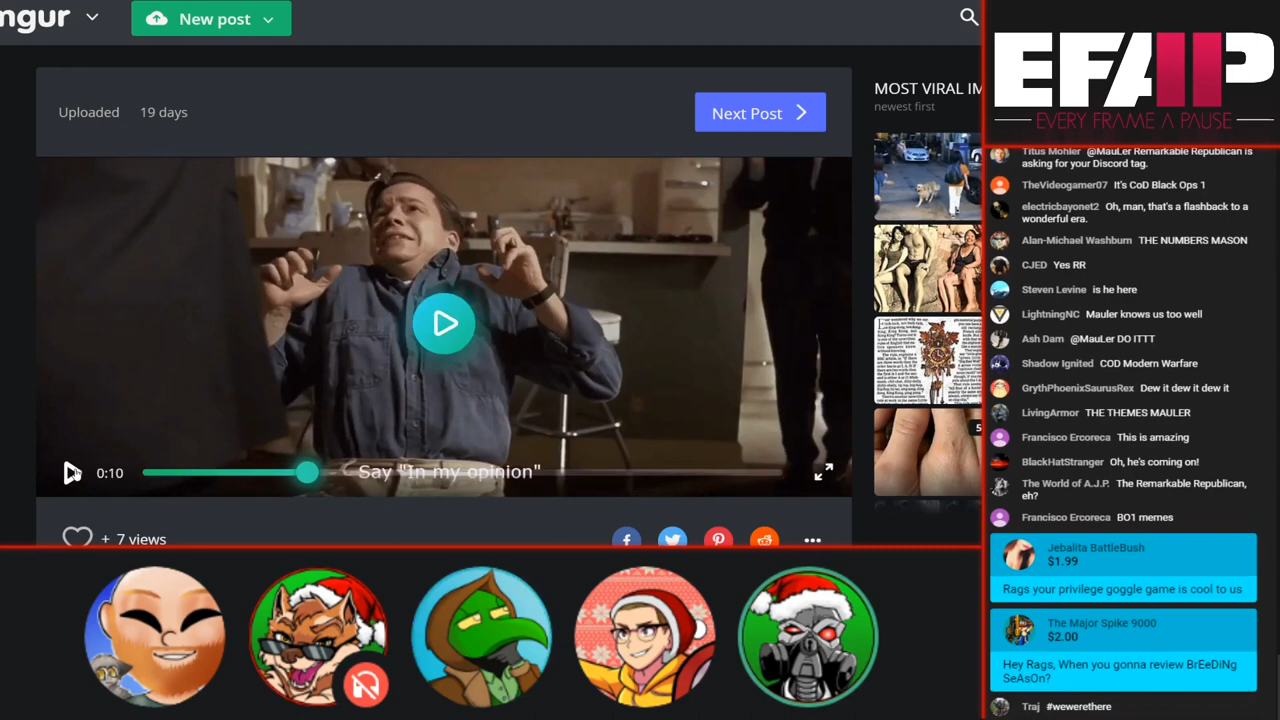 mgur
New post
Uploaded 19 days
Next Post
Say "In my opinion"
0:10
+ 7 views
MOST VIRAL IM
newest first
5
EFAP
EVERY FRAME A PAUSE
Titus Mohler @MauLer Remarkable Republican is
asking for your Discord tag.
TheVideogamer07 It's CoD Black Ops 1
electricbayonet2 Oh, man, that's a flashback to a
wonderful era.
Alan-Michael Washburn THE NUMBERS MASON
CJED Yes RR
Steven Levine is he here
LightningNC Mauler knows us too well
Ash Dam @MauLer DO ITTT
Shadow Ignited COD Modern Warfare
GrythPhoenixSaurusRex Dew it dew it dew it
LivingArmor THE THEMES MAULER
Francisco Ercoreca This is amazing
BlackHatStranger Oh, he's coming on!
The World of A.J.P. The Remarkable Republican,
eh?
Francisco Ercoreca BO1 memes
Jebalita BattleBush
$1.99
Rags your privilege goggle game is cool to us
The Major Spike 9000
$2.00
Hey Rags, When you gonna review BrEeDiNg
SeAsOn?
Traj #wewerethere